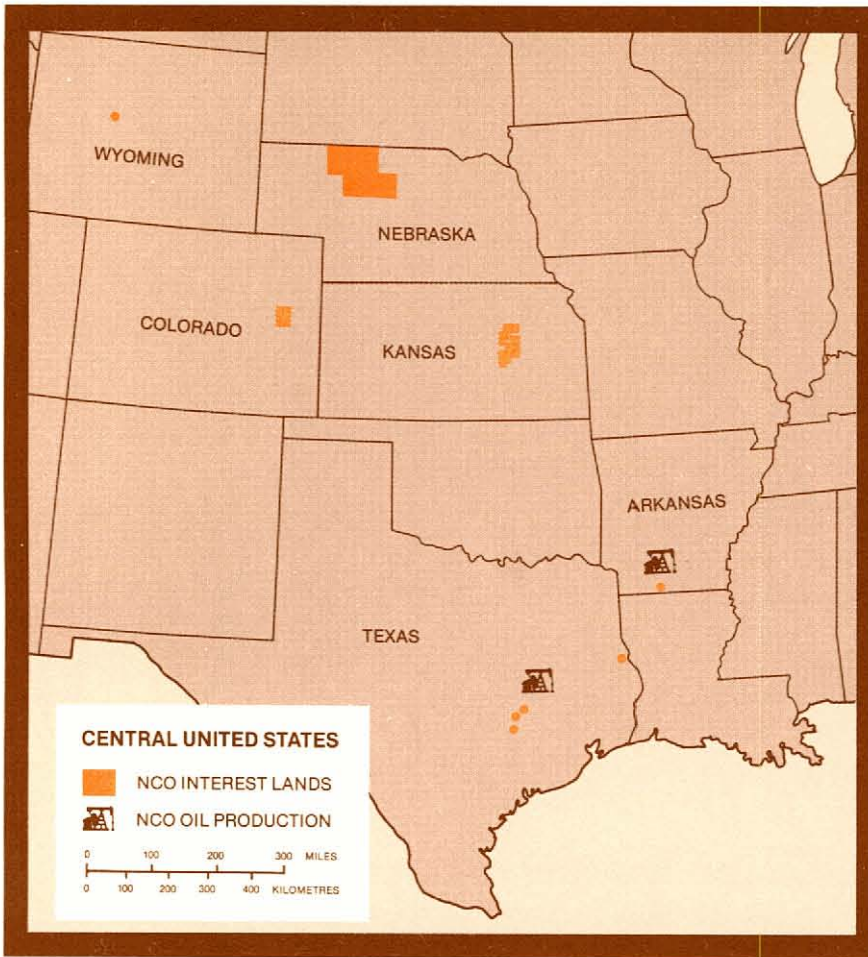 WYOMING
NEBRASKA
COLORADO
KANSAS
ARKANSAS
TEXAS
CENTRAL UNITED STATES
NCO INTEREST LANDS
NCO OIL PRODUCTION
0 100 200 300 MILES
0 100 200 300 400 KILOMETRES